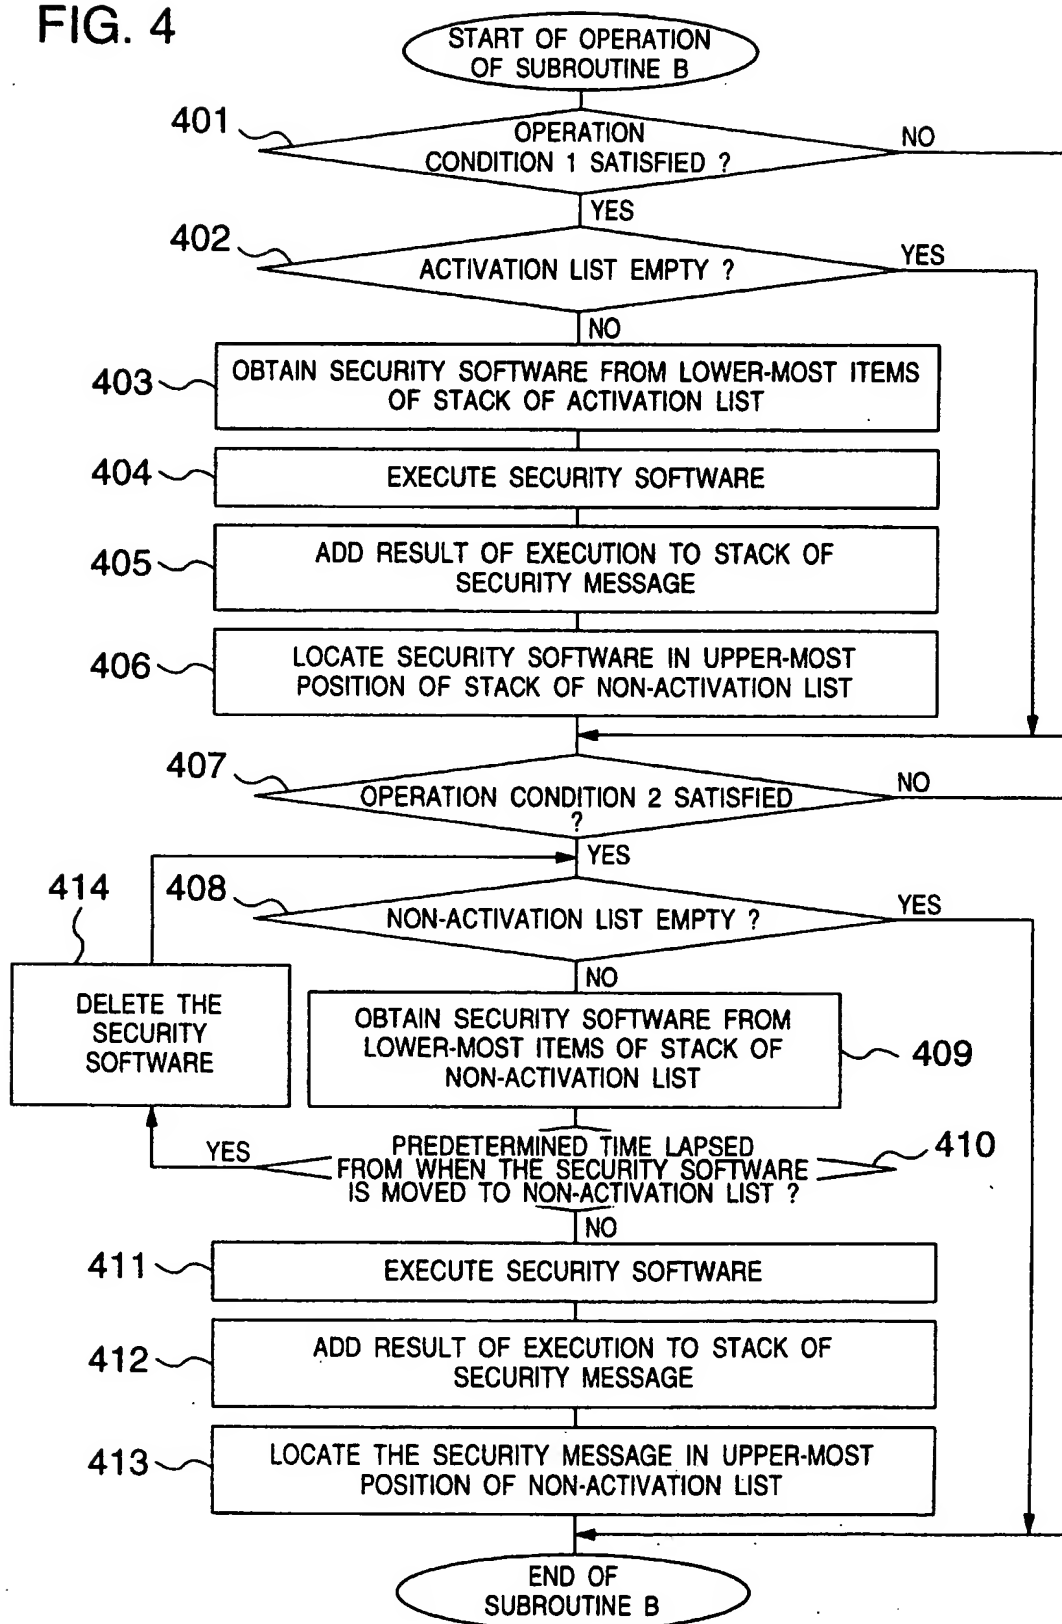 FIG. 4
START OF OPERATION
OF SUBROUTINE B
401
OPERATION
CONDITION 1 SATISFIED ?
NO
YES
402
ACTIVATION LIST EMPTY ?
YES
NO
403
OBTAIN SECURITY SOFTWARE FROM LOWER-MOST ITEMS
OF STACK OF ACTIVATION LIST
404
EXECUTE SECURITY SOFTWARE
405
ADD RESULT OF EXECUTION TO STACK OF
SECURITY MESSAGE
406
LOCATE SECURITY SOFTWARE IN UPPER-MOST
POSITION OF STACK OF NON-ACTIVATION LIST
407
OPERATION CONDITION 2 SATISFIED
?
NO
YES
414
408
NON-ACTIVATION LIST EMPTY ?
YES
NO
DELETE THE
SECURITY
SOFTWARE
OBTAIN SECURITY SOFTWARE FROM
LOWER-MOST ITEMS OF STACK OF
NON-ACTIVATION LIST
409
YES
PREDETERMINED TIME LAPSED
FROM WHEN THE SECURITY SOFTWARE
IS MOVED TO NON-ACTIVATION LIST ?
410
NO
411
EXECUTE SECURITY SOFTWARE
412
ADD RESULT OF EXECUTION TO STACK OF
SECURITY MESSAGE
413
LOCATE THE SECURITY MESSAGE IN UPPER-MOST
POSITION OF NON-ACTIVATION LIST
END OF
SUBROUTINE B